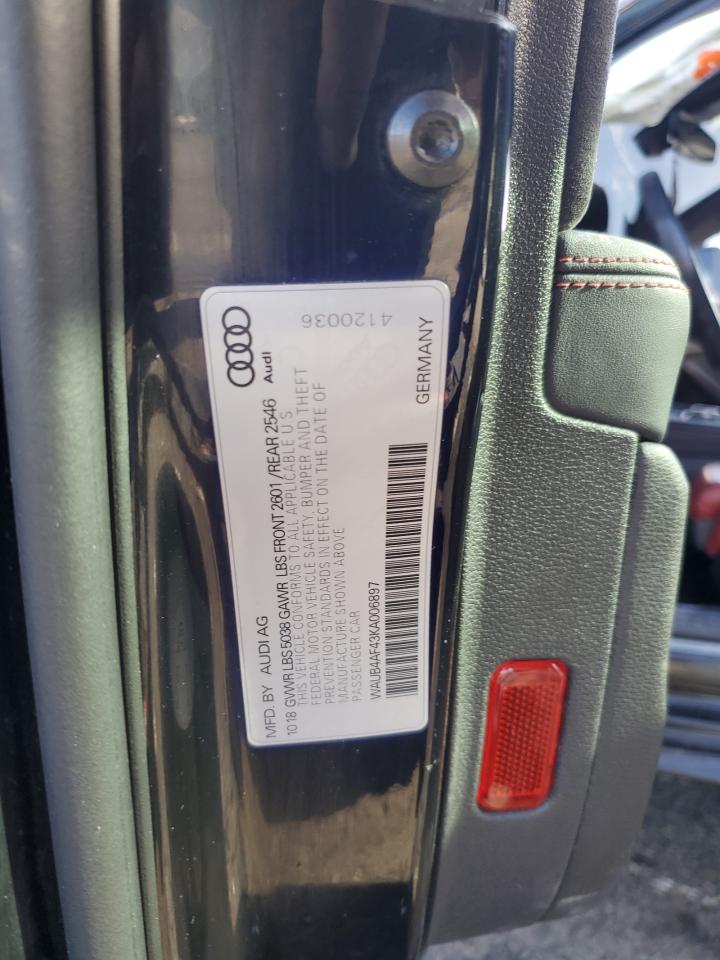 MFD. BY AUDI AG
10 18 GVWR LBS 5038 GAWR LBS FRONT 2601 /REAR 2546
THIS VEHICLE CONFORMS TO ALL APPLICABLE U S
FEDERAL MOTOR VEHICLE SAFETY, BUMPER AND THEFT
PREVENTION STANDARDS IN EFFECT ON THE DATE OF
MANUFACTURE SHOWN ABOVE
PASSENGER CAR
WAUB4AF43KA006897
GERMANY
Audi
4120036